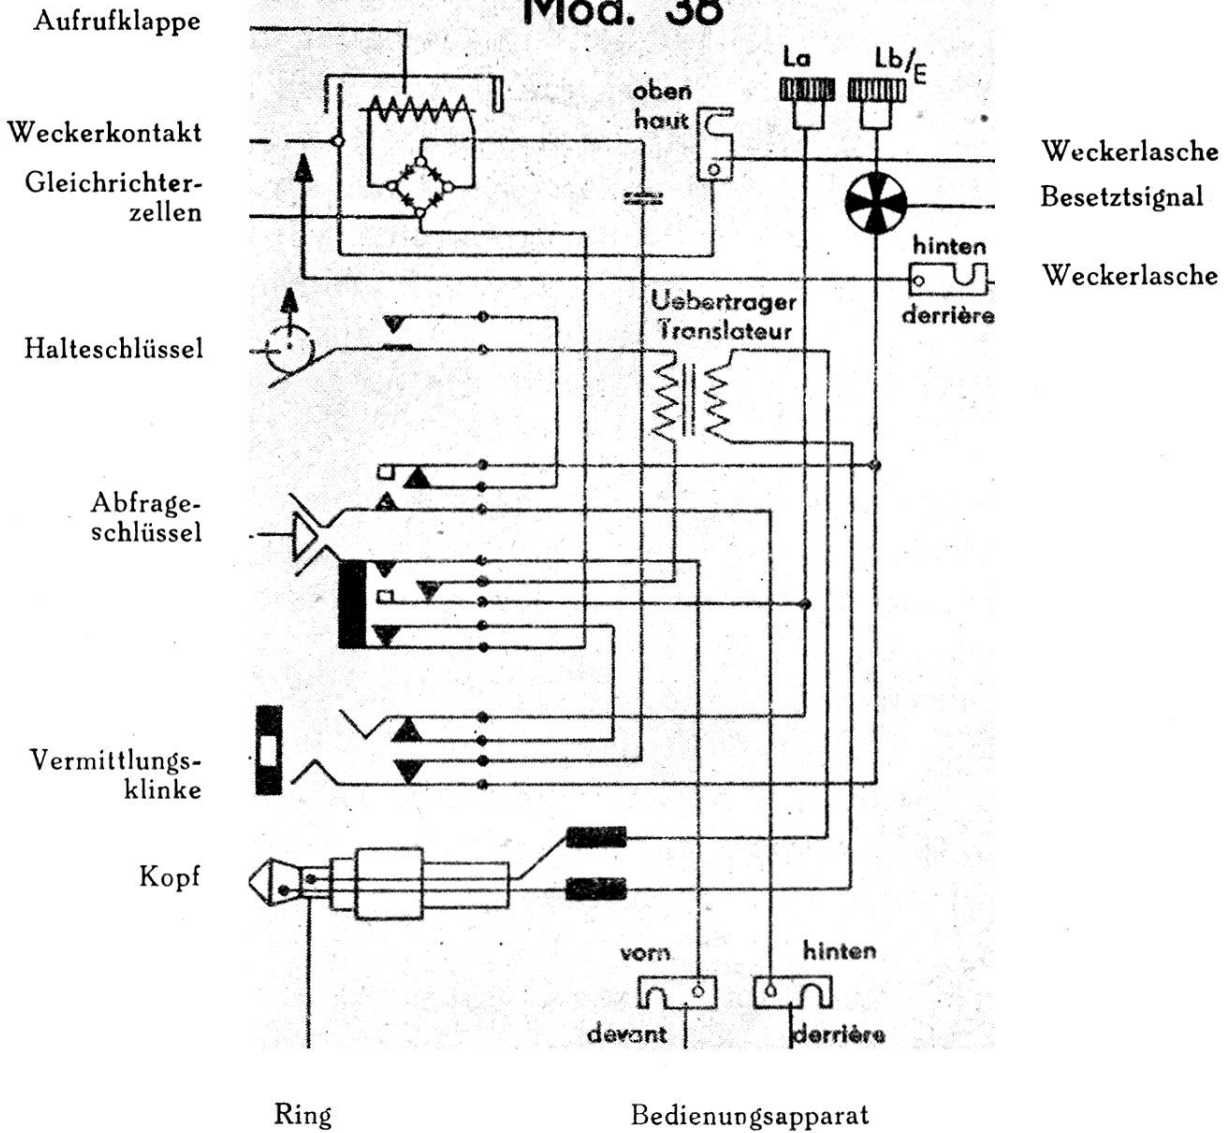 Mod. 38
Aufrufklappe
La
Lb/E
oben
haut
Weckerkontakt
Weckerlasche
Gleichrichter-
zellen
Besetztsignal
hinten
Weckerlasche
derrière
Uebertrager
Translateur
Halteschlüssel
Abfrage-
schlüssel
Vermittlungs-
klinke
Kopf
vorn
hinten
devant
derrière
Ring
Bedienungsapparat